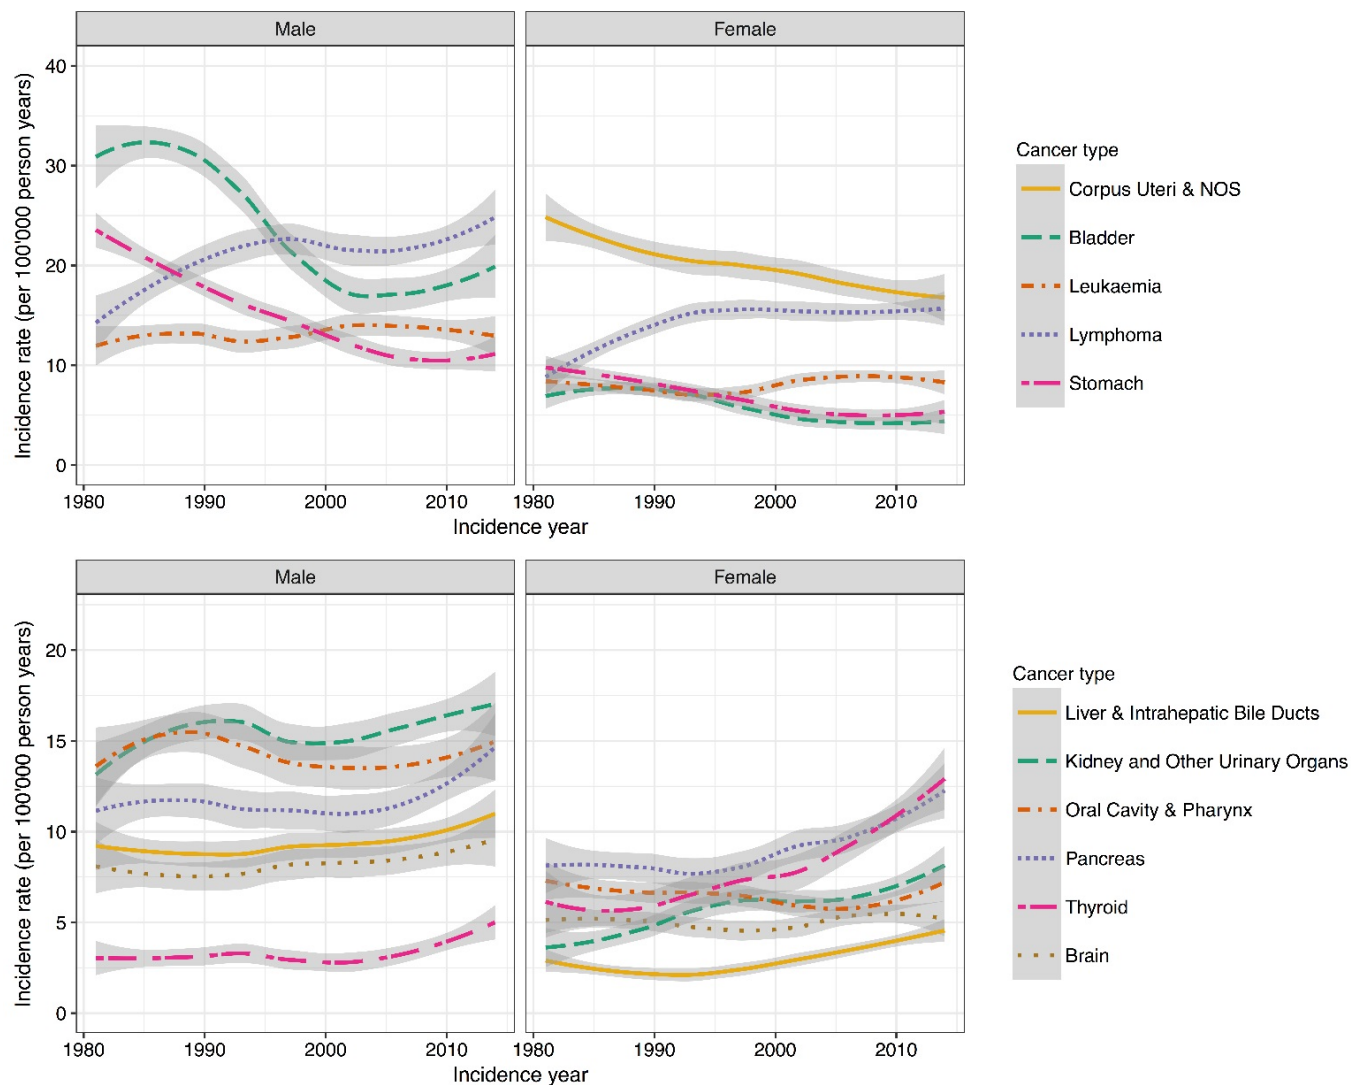 Male Female
40
30
20
10
0
Incidence rate (per 100'000 person years)
1980 1990 2000 2010 1980 1990 2000 2010
Incidence year
Cancer type
Corpus Uteri & NOS
Bladder
Leukaemia
Lymphoma
Stomach
Male Female
20
15
10
5
0
Incidence rate (per 100'000 person years)
1980 1990 2000 2010 1980 1990 2000 2010
Incidence year
Cancer type
Liver & Intrahepatic Bile Ducts
Kidney and Other Urinary Organs
Oral Cavity & Pharynx
Pancreas
Thyroid
Brain